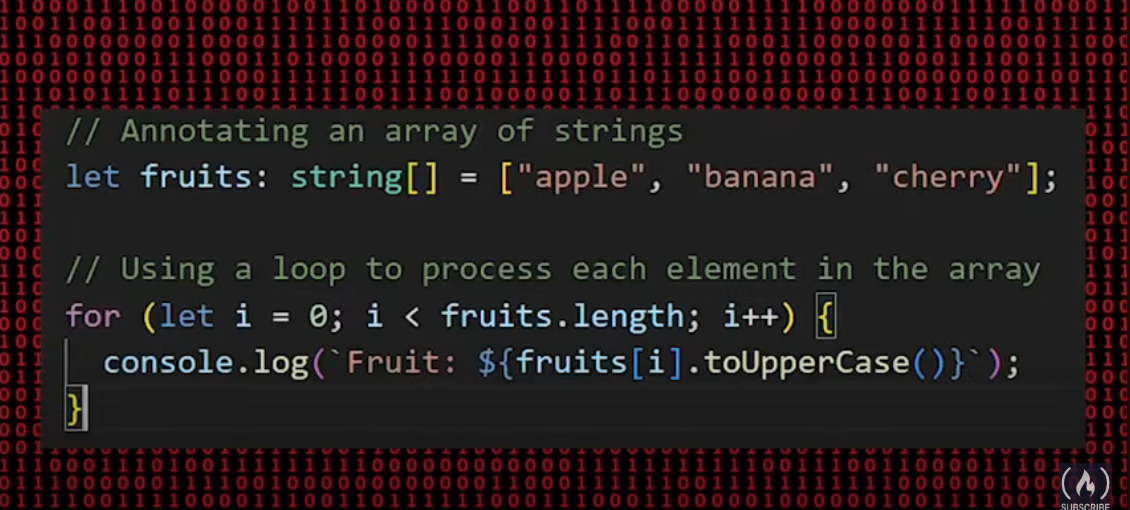 // Annotating an array of strings
let fruits: string[] = ["apple", "banana", "cherry"];
// Using a loop to process each element in the array
for (let i = 0; i < fruits.length; i++) {
  console.log(`Fruit: ${fruits[i].toUpperCase()}`);
}
SUBSCRIBE